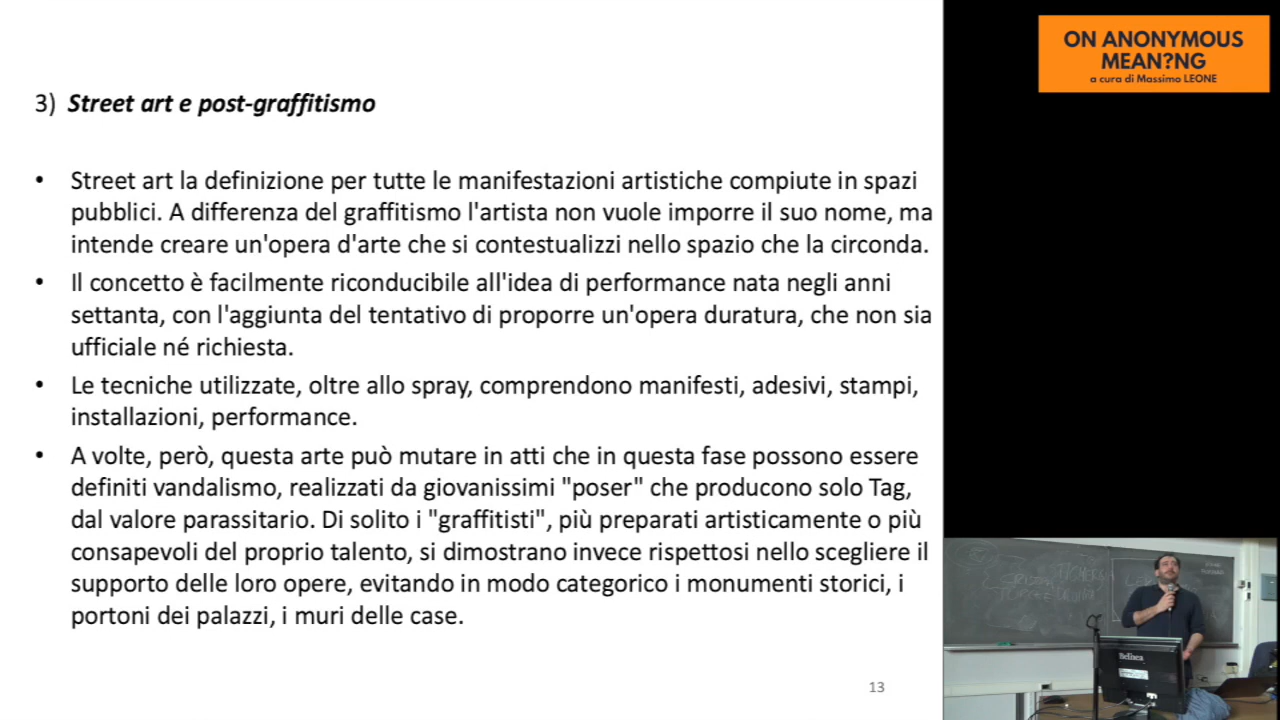 ON ANONYMOUS
MEAN?NG
a cura di Massimo LEONE
3) Street art e post-graffitismo
• Street art la definizione per tutte le manifestazioni artistiche compiute in spazi
pubblici. A differenza del graffitismo l'artista non vuole imporre il suo nome, ma
intende creare un'opera d'arte che si contestualizzi nello spazio che la circonda.
• Il concetto è facilmente riconducibile all'idea di performance nata negli anni
settanta, con l'aggiunta del tentativo di proporre un'opera duratura, che non sia
ufficiale né richiesta.
• Le tecniche utilizzate, oltre allo spray, comprendono manifesti, adesivi, stampi,
installazioni, performance.
• A volte, però, questa arte può mutare in atti che in questa fase possono essere
definiti vandalismo, realizzati da giovanissimi "poser" che producono solo Tag,
dal valore parassitario. Di solito i "graffitisti", più preparati artisticamente o più
consapevoli del proprio talento, si dimostrano invece rispettosi nello scegliere il
supporto delle loro opere, evitando in modo categorico i monumenti storici, i
portoni dei palazzi, i muri delle case.
13
Belinea